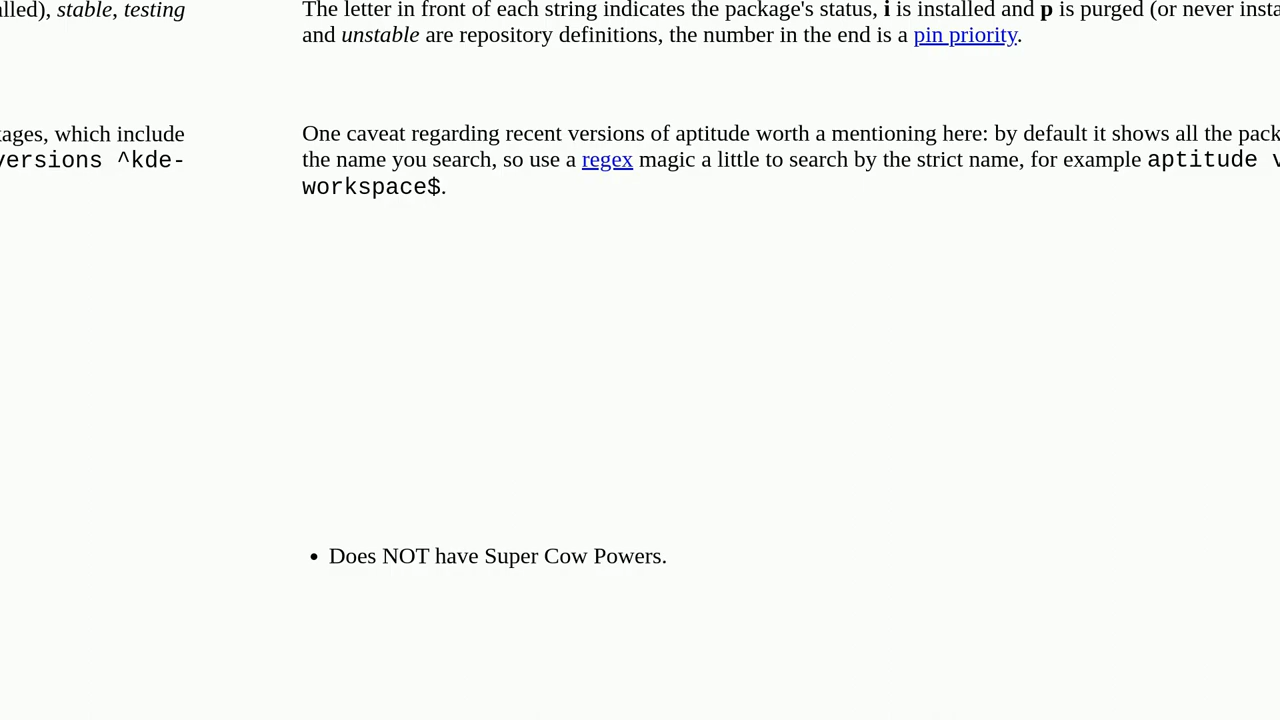 lled), stable, testing
ages, which include
versions ^kde-
The letter in front of each string indicates the package's status, i is installed and p is purged (or never insta
and unstable are repository definitions, the number in the end is a pin priority.
One caveat regarding recent versions of aptitude worth a mentioning here: by default it shows all the pack
the name you search, so use a regex magic a little to search by the strict name, for example aptitude v
workspace$.
• Does NOT have Super Cow Powers.